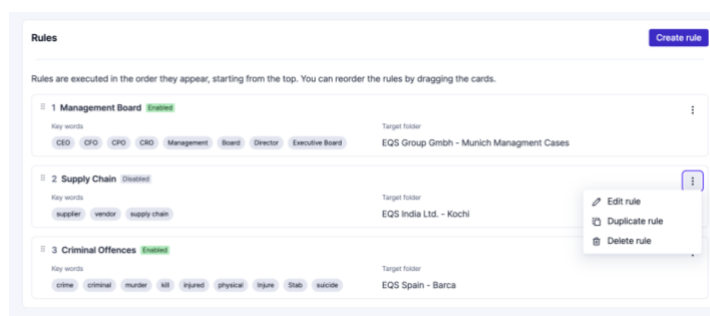 Rules
Create rule
Rules are executed in the order they appear, starting from the top. You can reorder the rules by dragging the cards.
1 Management Board Enabled
Key words
Target folder
CEO CFO CPO CRO Management Board Director Executive Board
EQS Group Gmbh - Munich Managment Cases
2 Supply Chain Disabled
Key words
Target folder
supplier vendor supply chain
EQS India Ltd. - Kochi
Edit rule
Duplicate rule
Delete rule
3 Criminal Offences Enabled
Key words
Target folder
crime criminal murder kill injured physical Injure Stab suicide
EQS Spain - Barca